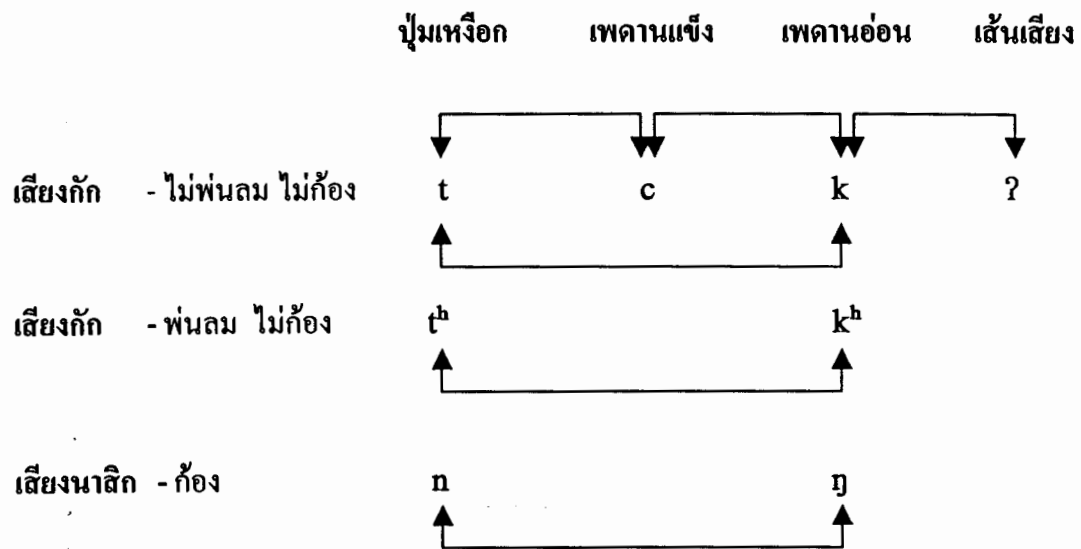 ปุ่มเหงือก เพดานแข็ง เพดานอ่อน เส้นเสียง
เสียงกัก - ไม่พ่นลม ไม่ก้อง t c k ʔ
เสียงกัก - พ่นลม ไม่ก้อง tʰ kʰ
เสียงนาสิก - ก้อง n ŋ